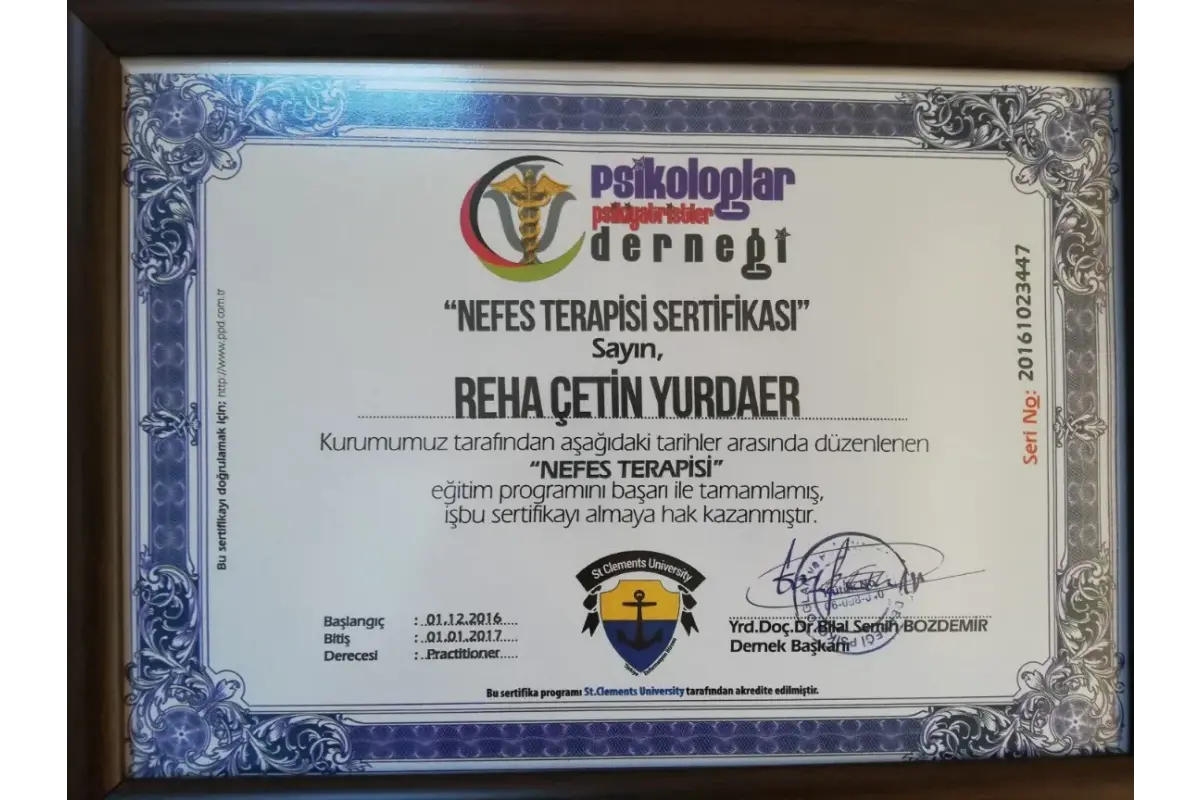 psikologlar
psikiyatristler
derneği
“NEFES TERAPİSİ SERTİFİKASI”
Sayın,
REHA ÇETİN YURDAER
Kurumumuz tarafından aşağıdaki tarihler arasında düzenlenen
“NEFES TERAPİSİ”
eğitim programını başarı ile tamamlamış,
işbu sertifikayı almaya hak kazanmıştır.
Başlangıç : 01.12.2016
Bitiş : 01.01.2017
Derecesi : Practitioner
St Clements University
Yrd.Doç.Dr.Bilal Semih BOZDEMİR
Dernek Başkanı
Bu sertifika programı St.Clements University tarafından akredite edilmiştir.
Bu sertifikayı doğrulamak için: http://www.ppd.com.tr
Seri No: 20161023447